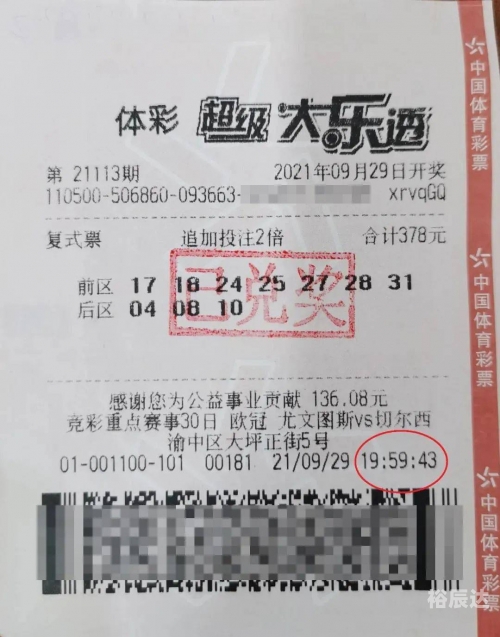 体彩 超级大乐透
第 21113期 2021年09月29日开奖
110500-506860-093663- xrvqGQ
复式票 追加投注2倍 合计378元
前区 17 18 24 25 27 28 31
后区 04 08 10
已兑奖
感谢您为公益事业贡献 136.08元
竞彩重点赛事30日 欧冠 尤文图斯vs切尔西
渝中区大坪正街5号
01-001100-101 00181 21/09/29 19:59:43
中国体育彩票
中国体育彩票
中国体育彩票
裕辰达